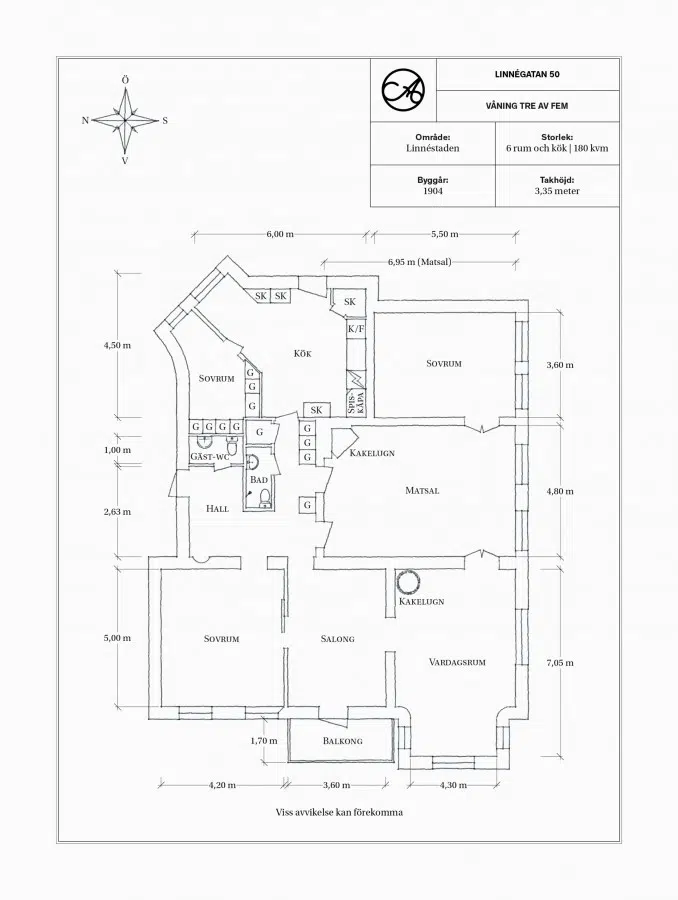 LINNÉGATAN 50
VÅNING TRE AV FEM
Område:
Linnéstaden
Storlek:
6 rum och kök | 180 kvm
Byggår:
1904
Takhöjd:
3,35 meter
Ö
N
S
V
6,00 m
5,50 m
6,95 m (Matsal)
SK
SK
SK
K/F
4,50 m
KÖK
SOVRUM
3,60 m
SOVRUM
G
G
G
SPIS-
KÅPA
SK
G
G
G
G
G
G
G
G
1,00 m
GÄST-WC
KAKELUGN
BAD
MATSAL
4,80 m
2,63 m
HALL
G
KAKELUGN
5,00 m
SOVRUM
SALONG
VARDAGSRUM
7,05 m
1,70 m
BALKONG
4,20 m
3,60 m
4,30 m
Viss avvikelse kan förekomma